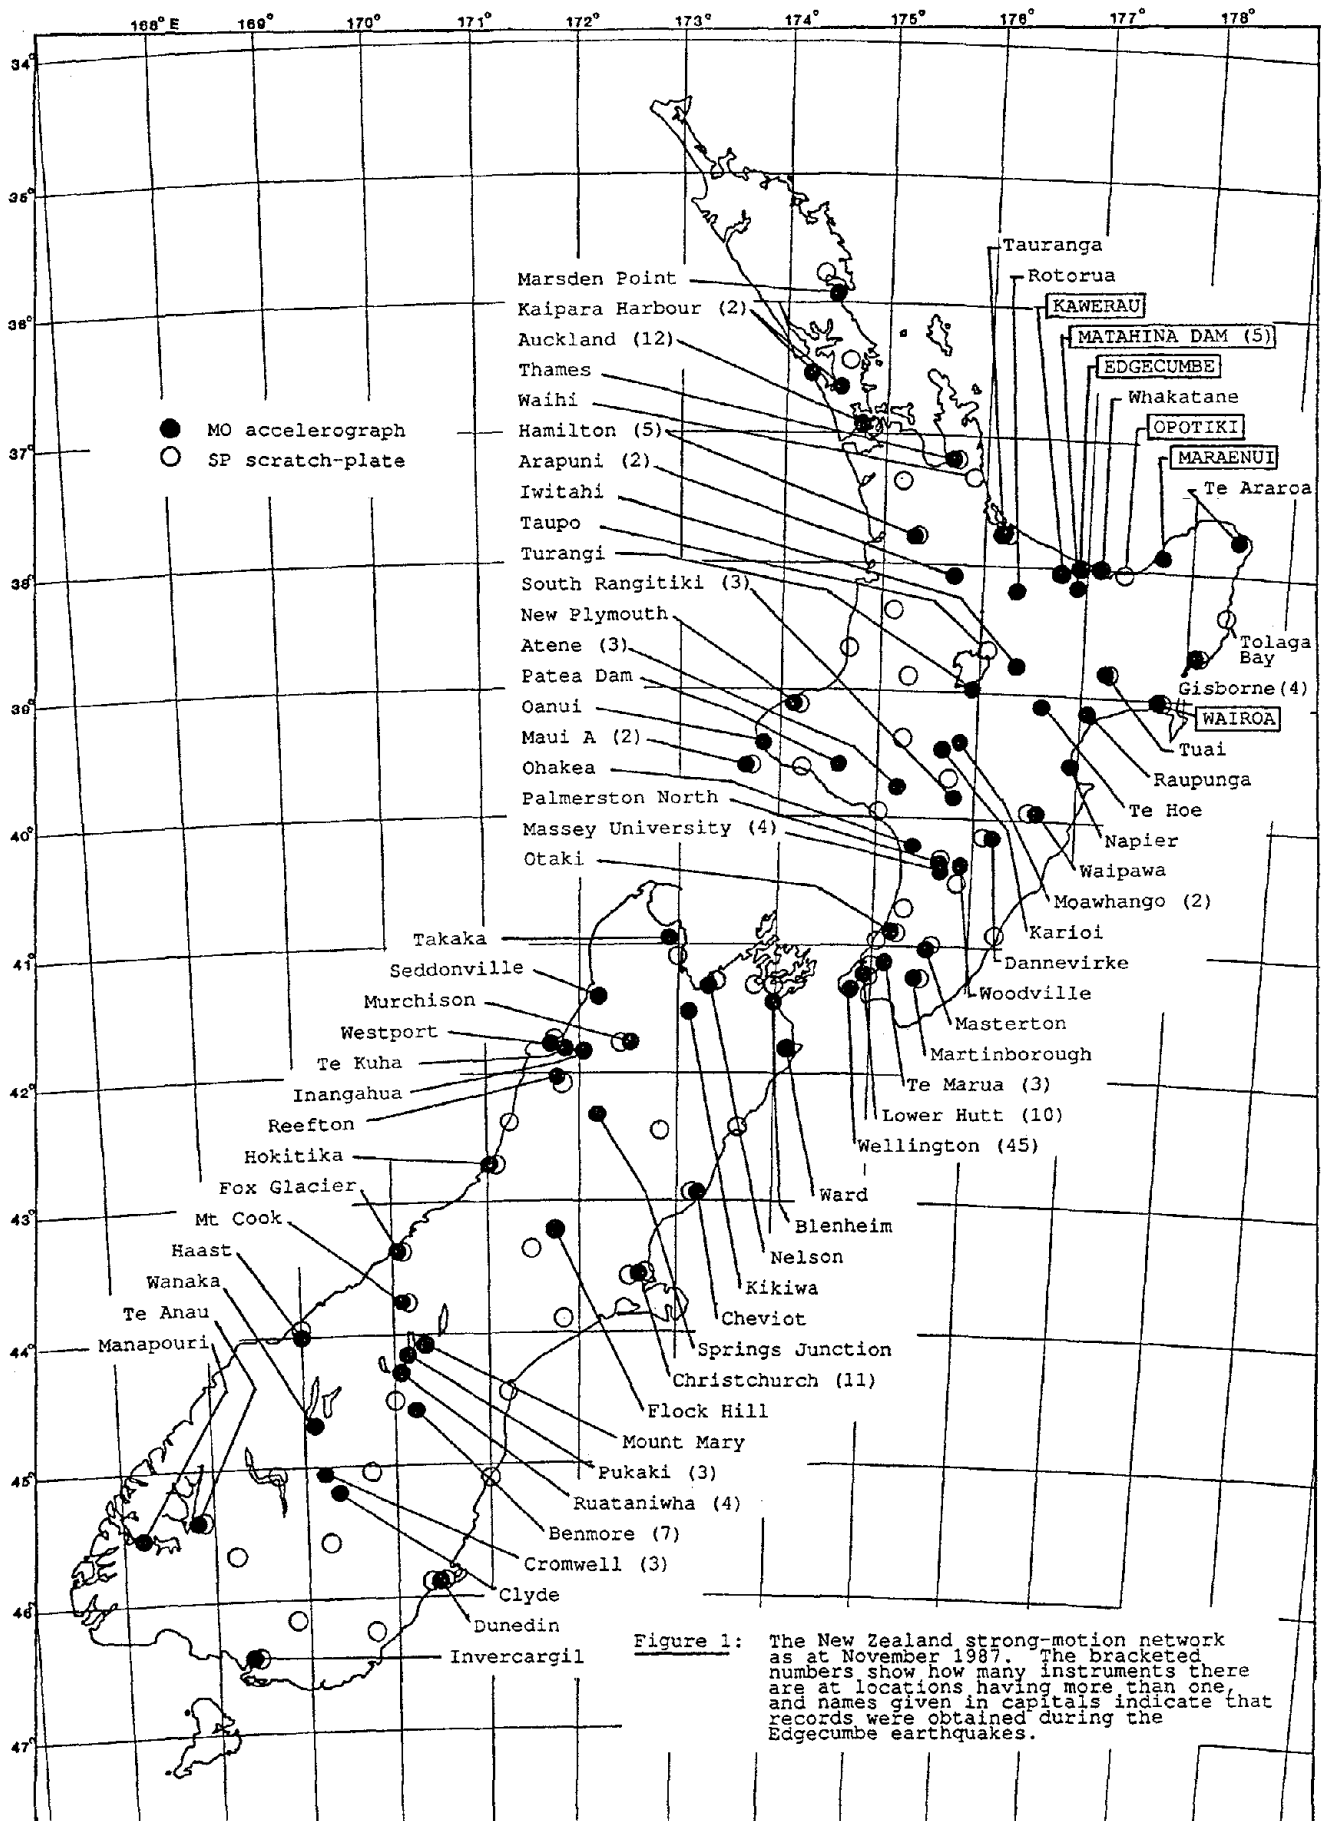 168°E 169° 170° 171° 172° 173° 174° 175° 176° 177° 178°
34°
35°
36°
37°
38°
39°
40°
41°
42°
43°
44°
45°
46°
47°
MO accelerograph
SP scratch-plate
Marsden Point
Kaipara Harbour (2)
Auckland (12)
Thames
Waihi
Hamilton (5)
Arapuni (2)
Iwitahi
Taupo
Turangi
South Rangitiki (3)
New Plymouth
Atene (3)
Patea Dam
Oanui
Maui A (2)
Ohakea
Palmerston North
Massey University (4)
Otaki
Tauranga
Rotorua
KAWERAU
MATAHINA DAM (5)
EDGECUMBE
Whakatane
OPOTIKI
MARAENUI
Te Araroa
Tolaga
Bay
Gisborne(4)
WAIROA
Tuai
Raupunga
Te Hoe
Napier
Waipawa
Moawhango (2)
Karioi
Dannevirke
Woodville
Masterton
Martinborough
Te Marua (3)
Lower Hutt (10)
Wellington (45)
Takaka
Seddonville
Murchison
Westport
Te Kuha
Inangahua
Reefton
Hokitika
Fox Glacier
Mt Cook
Haast
Wanaka
Te Anau
Manapouri
Ward
Blenheim
Nelson
Kikiwa
Cheviot
Springs Junction
Christchurch (11)
Flock Hill
Mount Mary
Pukaki (3)
Ruataniwha (4)
Benmore (7)
Cromwell (3)
Clyde
Dunedin
Invercargil
Figure 1: The New Zealand strong-motion network
as at November 1987. The bracketed
numbers show how many instruments there
are at locations having more than one,
and names given in capitals indicate that
records were obtained during the
Edgecumbe earthquakes.